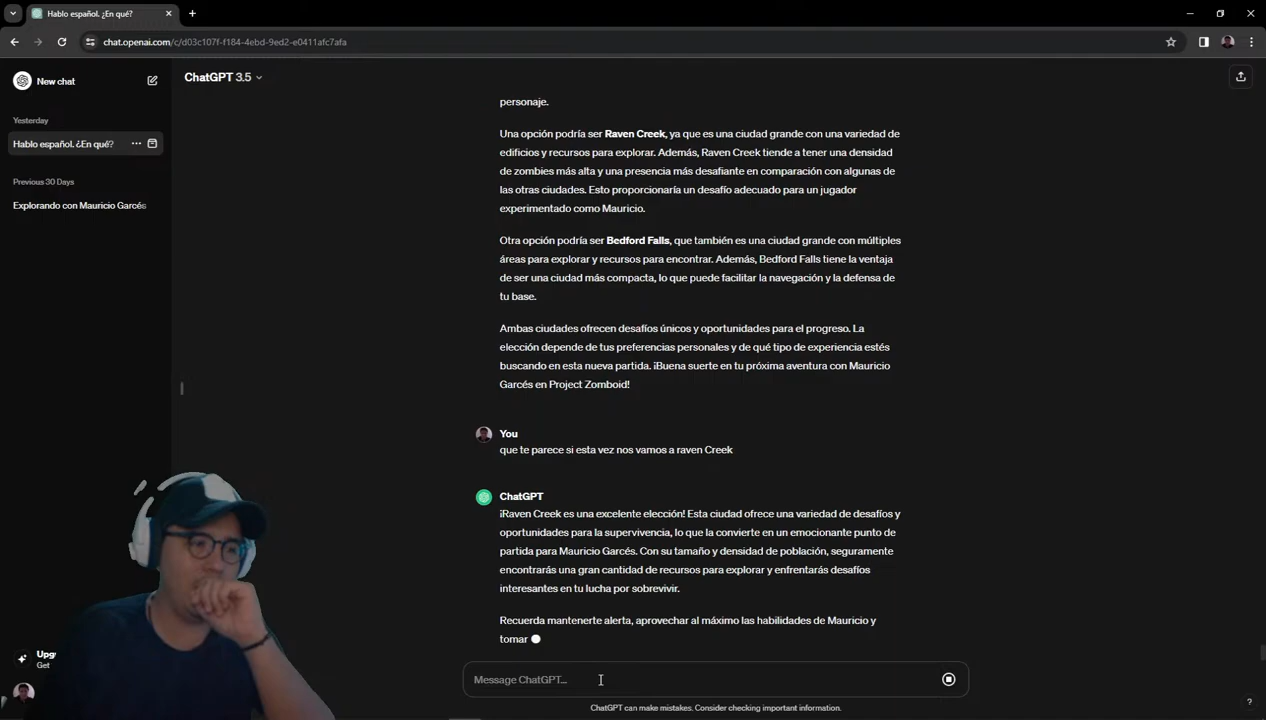 Hablo español. ¿En qué?
chat.openai.com/c/d03c107f-f184-4ebd-9ed2-e0411afc7afa
New chat
ChatGPT 3.5
Yesterday
Hablo español. ¿En qué?
Previous 30 Days
Explorando con Mauricio Garcés
personaje.
Una opción podría ser Raven Creek, ya que es una ciudad grande con una variedad de
edificios y recursos para explorar. Además, Raven Creek tiende a tener una densidad
de zombies más alta y una presencia más desafiante en comparación con algunas de
las otras ciudades. Esto proporcionaría un desafío adecuado para un jugador
experimentado como Mauricio.
Otra opción podría ser Bedford Falls, que también es una ciudad grande con múltiples
áreas para explorar y recursos para encontrar. Además, Bedford Falls tiene la ventaja
de ser una ciudad más compacta, lo que puede facilitar la navegación y la defensa de
tu base.
Ambas ciudades ofrecen desafíos únicos y oportunidades para el progreso. La
elección depende de tus preferencias personales y de qué tipo de experiencia estés
buscando en esta nueva partida. ¡Buena suerte en tu próxima aventura con Mauricio
Garcés en Project Zomboid!
You
que te parece si esta vez nos vamos a raven Creek
ChatGPT
¡Raven Creek es una excelente elección! Esta ciudad ofrece una variedad de desafíos y
oportunidades para la supervivencia, lo que la convierte en un emocionante punto de
partida para Mauricio Garcés. Con su tamaño y densidad de población, seguramente
encontrarás una gran cantidad de recursos para explorar y enfrentarás desafíos
interesantes en tu lucha por sobrevivir.
Recuerda mantenerte alerta, aprovechar al máximo las habilidades de Mauricio y
tomar
Upg
Get
Message ChatGPT...
ChatGPT can make mistakes. Consider checking important information.
?